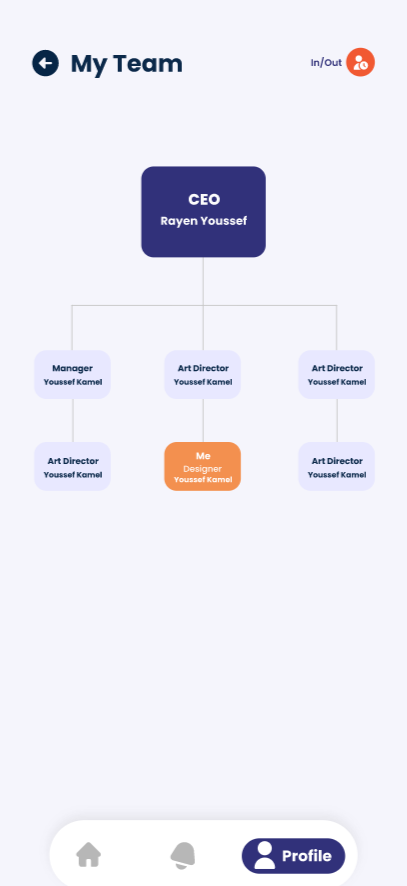 My Team
In/Out
CEO
Rayen Youssef
Manager
Youssef Kamel
Art Director
Youssef Kamel
Art Director
Youssef Kamel
Art Director
Youssef Kamel
Me
Designer
Youssef Kamel
Art Director
Youssef Kamel
Profile